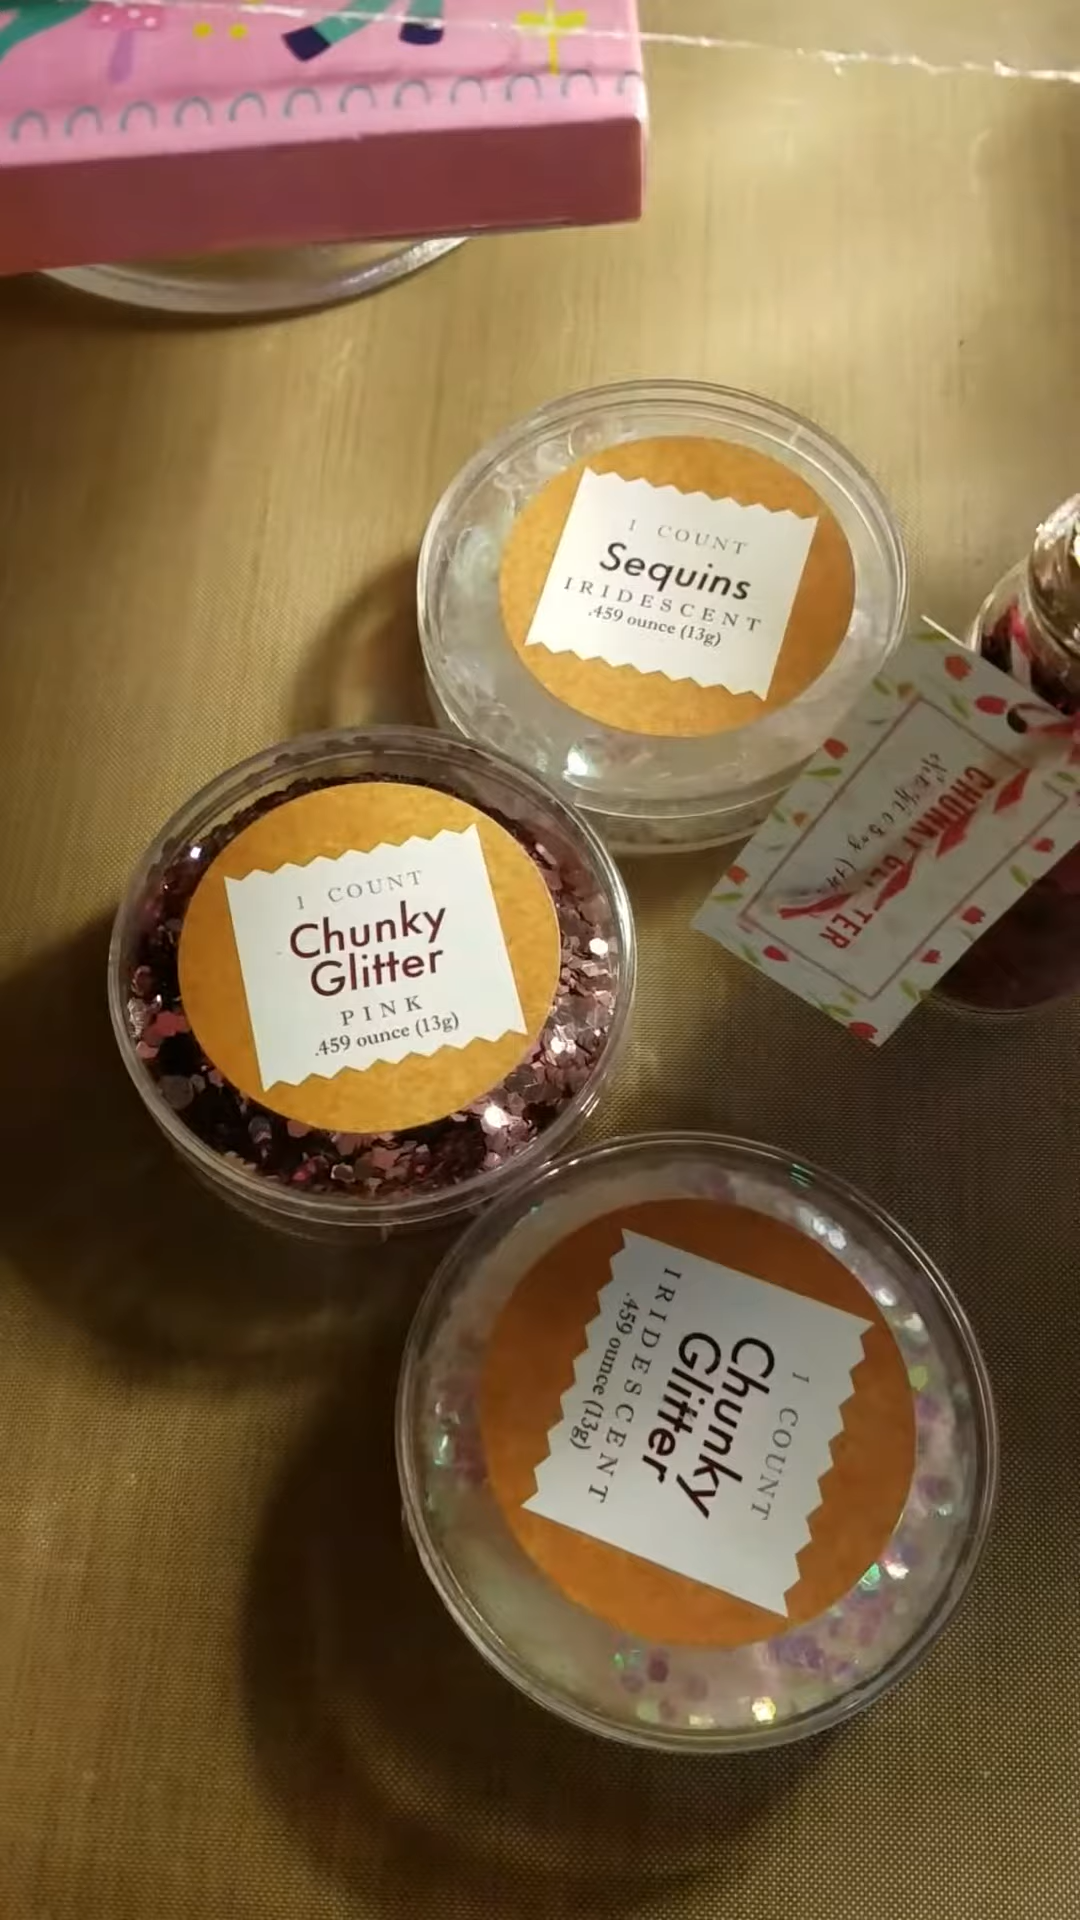 1 COUNT
Sequins
IRIDESCENT
.459 ounce (13g)
1 COUNT
Chunky
Glitter
PINK
.459 ounce (13g)
CHUNKY GLITTER
1 COUNT
Chunky
Glitter
IRIDESCENT
.459 ounce (13g)